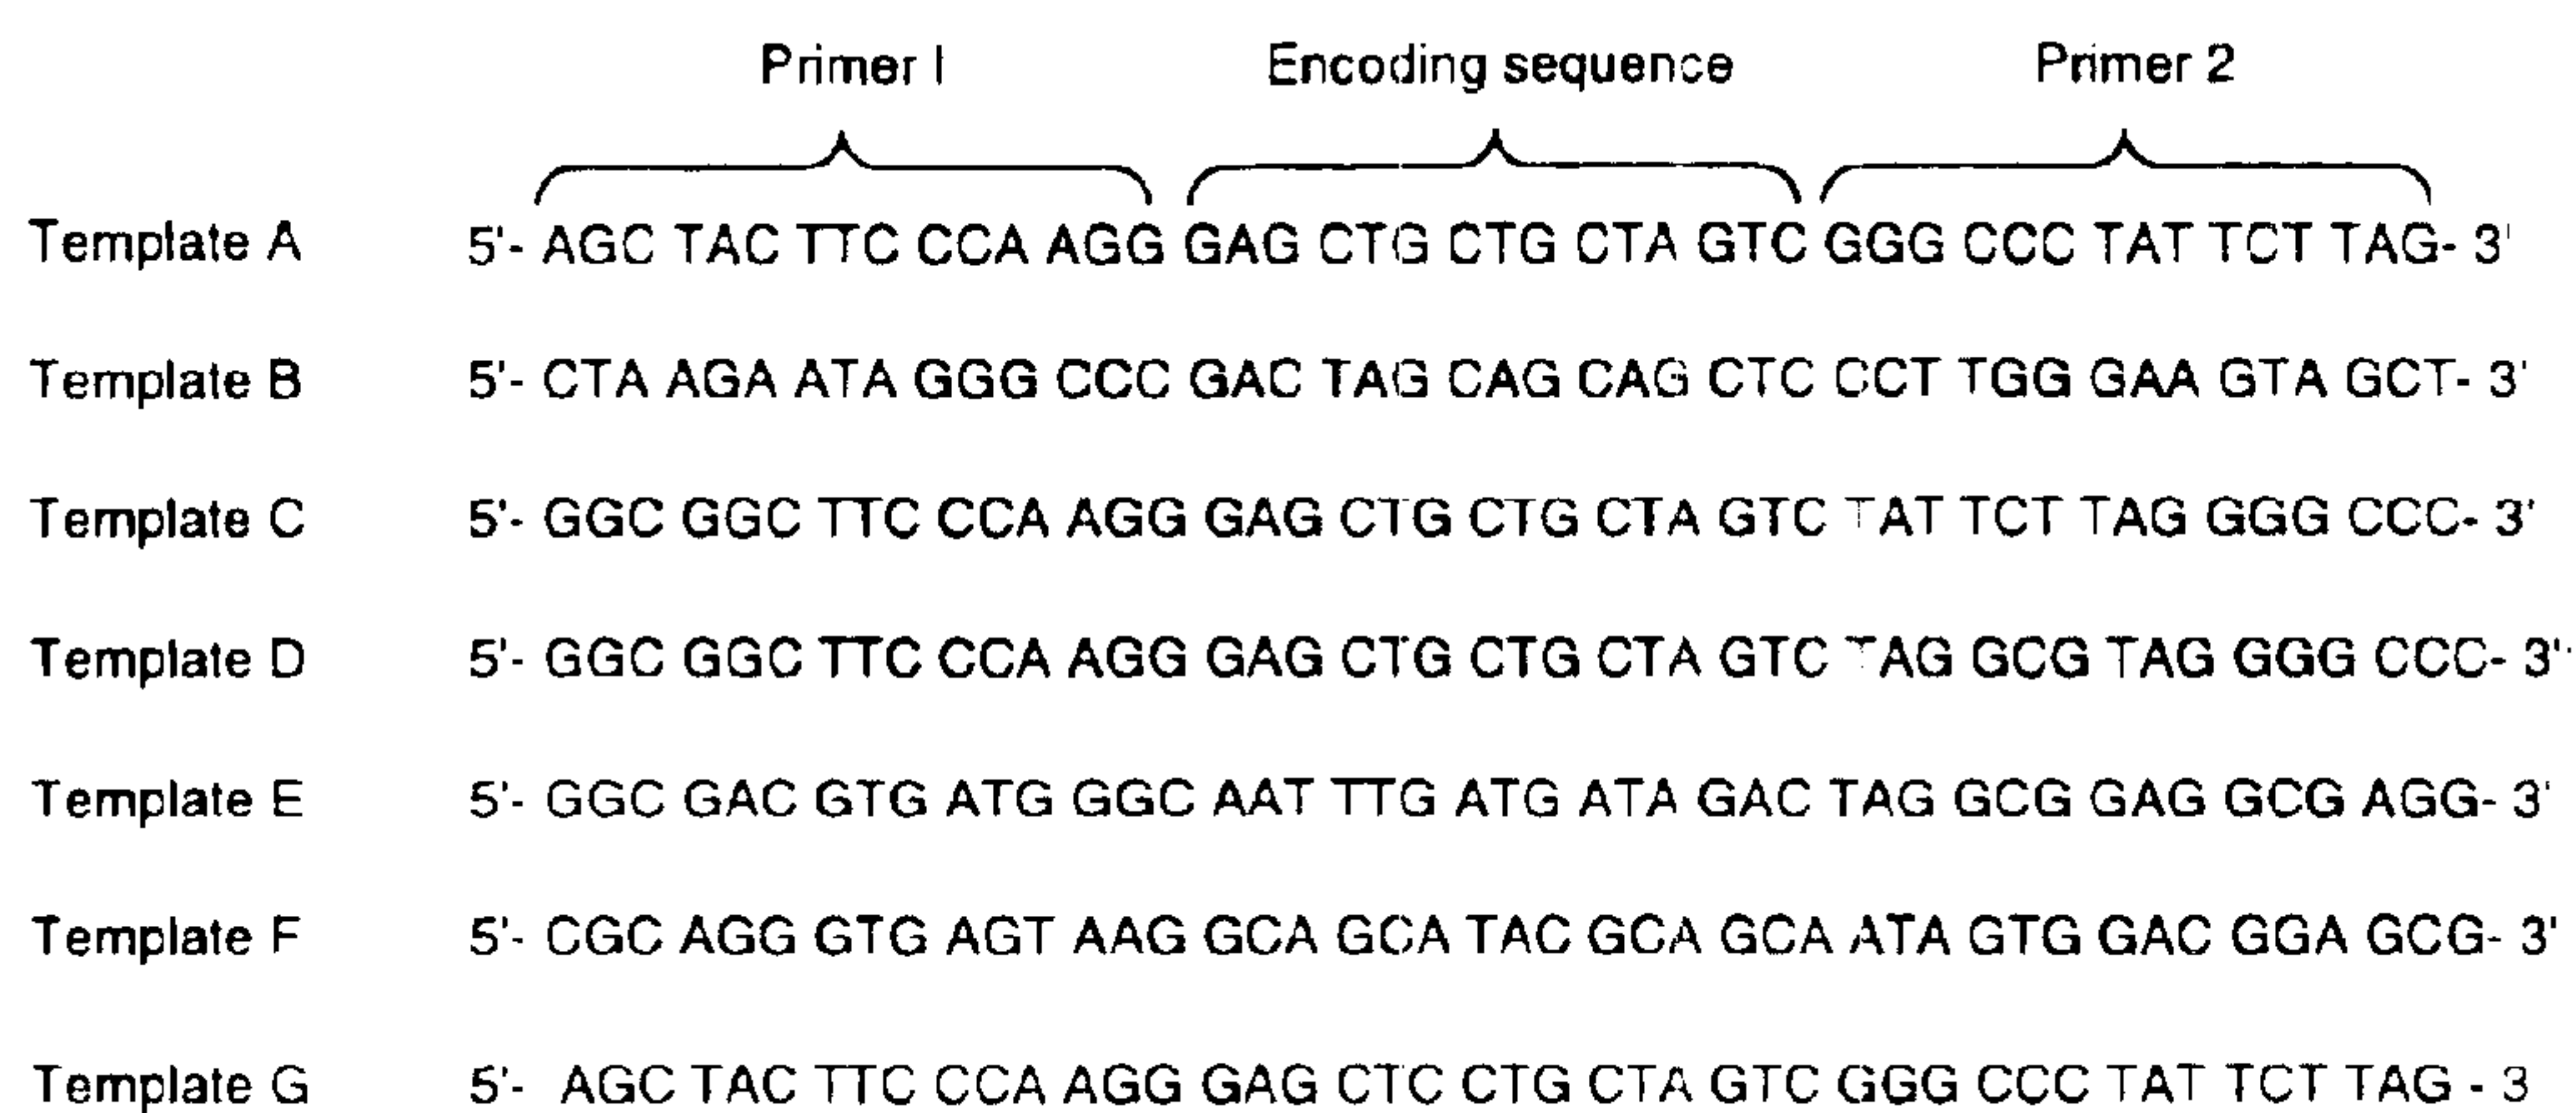 Primer I Encoding sequence Primer 2
Template A 5'- AGC TAC TTC CCA AGG GAG CTG CTG CTA GTC GGG CCC TAT TCT TAG- 3'
Template B 5'- CTA AGA ATA GGG CCC GAC TAG CAG CAG CTC CCT TGG GAA GTA GCT- 3'
Template C 5'- GGC GGC TTC CCA AGG GAG CTG CTG CTA GTC TAT TCT TAG GGG CCC- 3'
Template D 5'- GGC GGC TTC CCA AGG GAG CTG CTG CTA GTC TAG GCG TAG GGG CCC- 3'
Template E 5'- GGC GAC GTG ATG GGC AAT TTG ATG ATA GAC TAG GCG GAG GCG AGG- 3'
Template F 5'- CGC AGG GTG AGT AAG GCA GCA TAC GCA GCA ATA GTG GAC GGA GCG- 3'
Template G 5'- AGC TAC TTC CCA AGG GAG CTC CTG CTA GTC GGG CCC TAT TCT TAG - 3